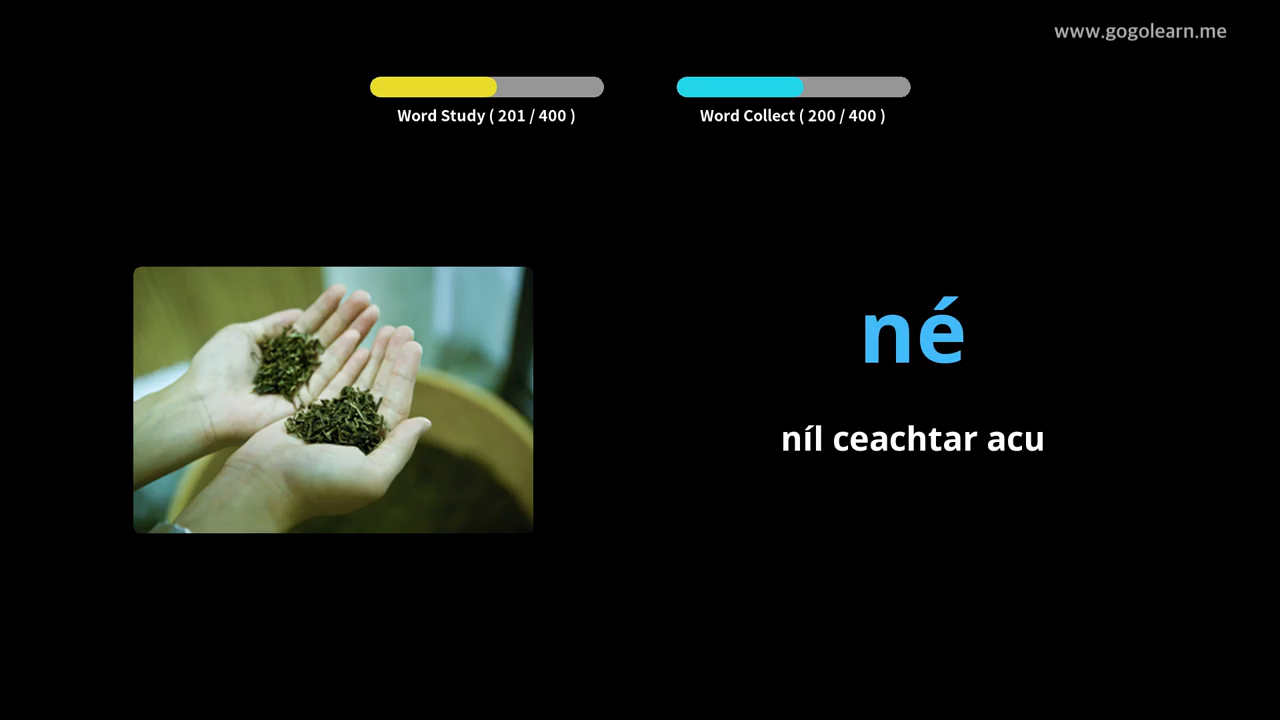 www.gogolearn.me
Word Study ( 201 / 400 )
Word Collect ( 200 / 400 )
né
níl ceachtar acu